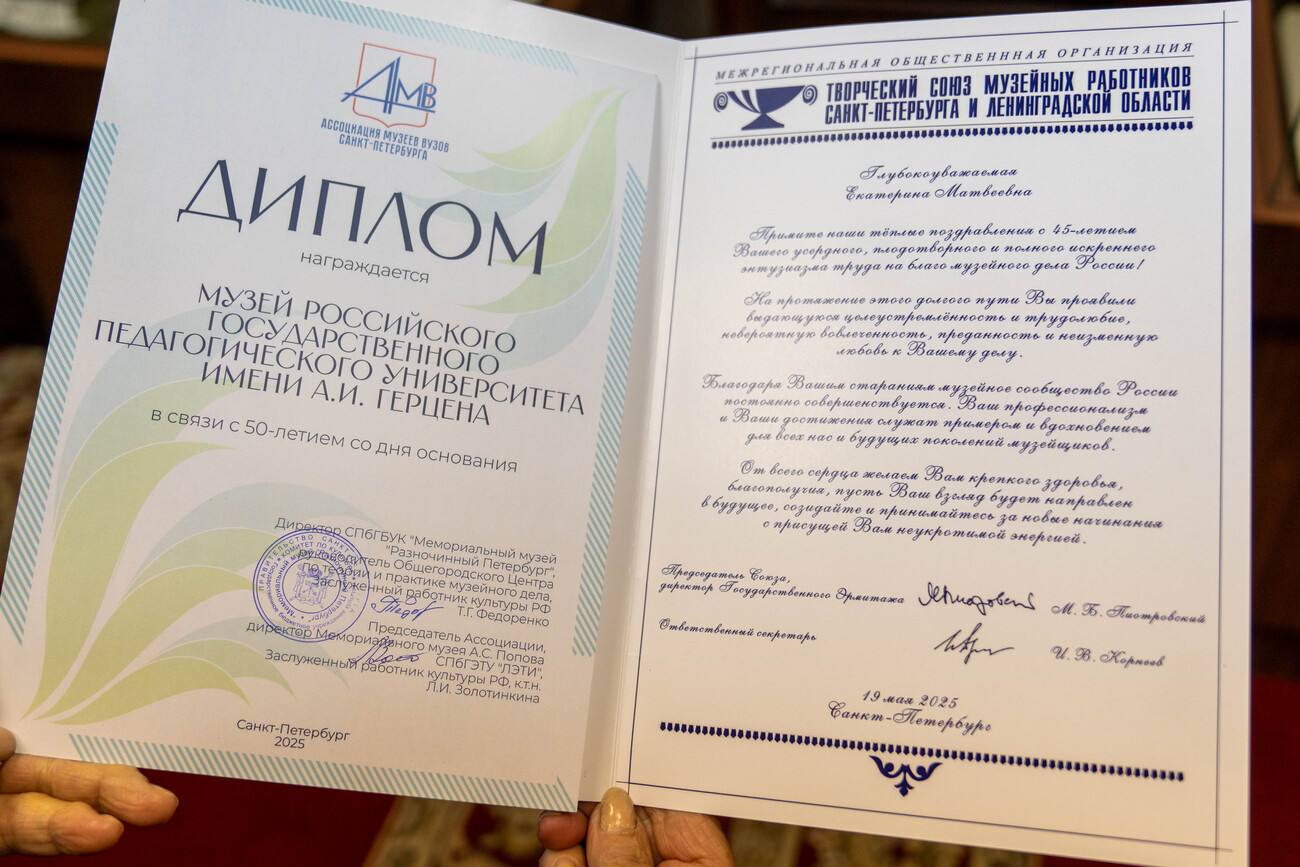 АМВ
АССОЦИАЦИЯ МУЗЕЕВ ВУЗОВ
САНКТ-ПЕТЕРБУРГА
ДИПЛОМ
награждается
МУЗЕЙ РОССИЙСКОГО
ГОСУДАРСТВЕННОГО
ПЕДАГОГИЧЕСКОГО УНИВЕРСИТЕТА
ИМЕНИ А.И. ГЕРЦЕНА
в связи с 50-летием со дня основания
Директор СПбГБУК "Мемориальный музей
"Разночинный Петербург",
руководитель Общегородского Центра
по теории и практике музейного дела,
Заслуженный работник культуры РФ
Т.Г. Федоренко
Председатель Ассоциации,
директор Мемориального музея А.С. Попова
СПбГЭТУ "ЛЭТИ",
Заслуженный работник культуры РФ, к.т.н.
Л.И. Золотинкина
Санкт-Петербург
2025
МЕЖРЕГИОНАЛЬНАЯ ОБЩЕСТВЕНННАЯ ОРГАНИЗАЦИЯ
ТВОРЧЕСКИЙ СОЮЗ МУЗЕЙНЫХ РАБОТНИКОВ
САНКТ-ПЕТЕРБУРГА И ЛЕНИНГРАДСКОЙ ОБЛАСТИ
Глубокоуважаемая
Екатерина Матвеевна
Примите наши тёплые поздравления с 45-летием
Вашего усердного, плодотворного и полного искреннего
энтузиазма труда на благо музейного дела России!
На протяжение этого долгого пути Вы проявили
выдающуюся целеустремлённость и трудолюбие,
невероятную вовлеченность, преданность и неизменную
любовь к Вашему делу.
Благодаря Вашим стараниям музейное сообщество России
постоянно совершенствуется. Ваш профессионализм
и Ваши достижения служат примером и вдохновением
для всех нас и будущих поколений музейщиков.
От всего сердца желаем Вам крепкого здоровья,
благополучия, пусть Ваш взгляд будет направлен
в будущее, созидайте и принимайтесь за новые начинания
с присущей Вам неукротимой энергией.
Председатель Союза,
директор Государственного Эрмитажа
М. Б. Пиотровский
Ответственный секретарь
И. В. Корнеев
19 мая 2025
Санкт-Петербург